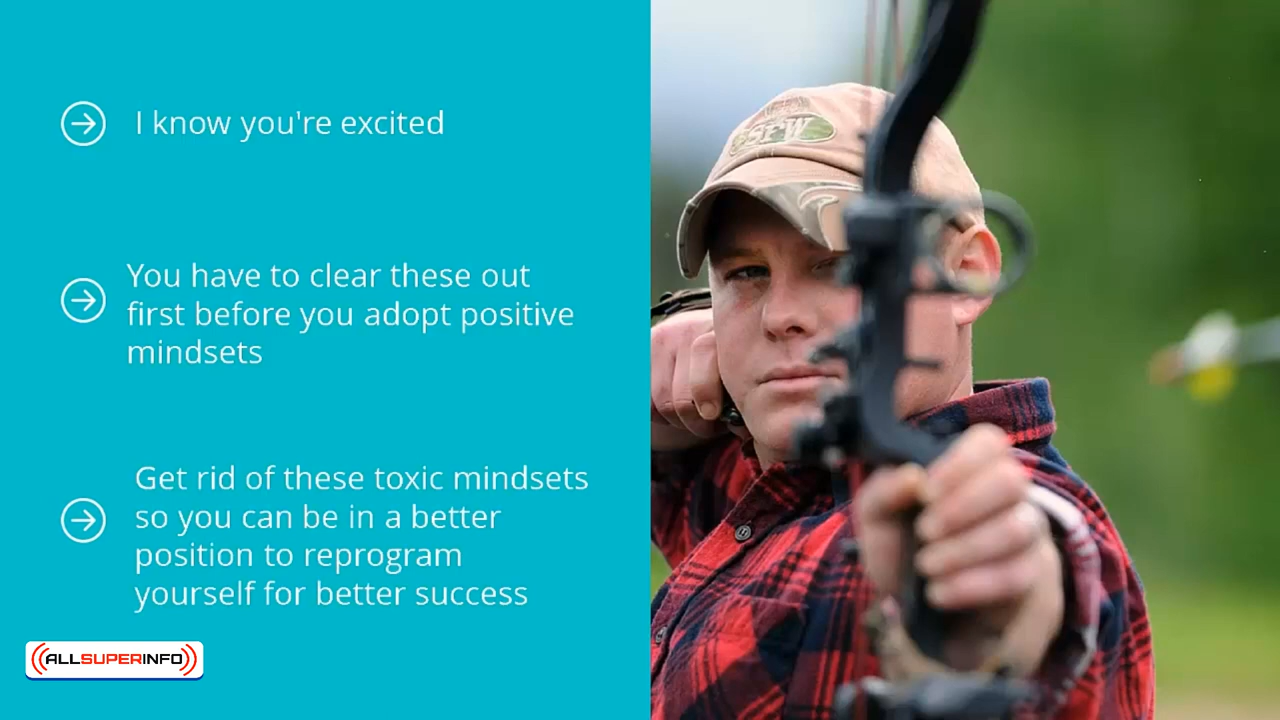 I know you're excited
You have to clear these out
first before you adopt positive
mindsets
Get rid of these toxic mindsets
so you can be in a better
position to reprogram
yourself for better success
ALLSUPERINFO